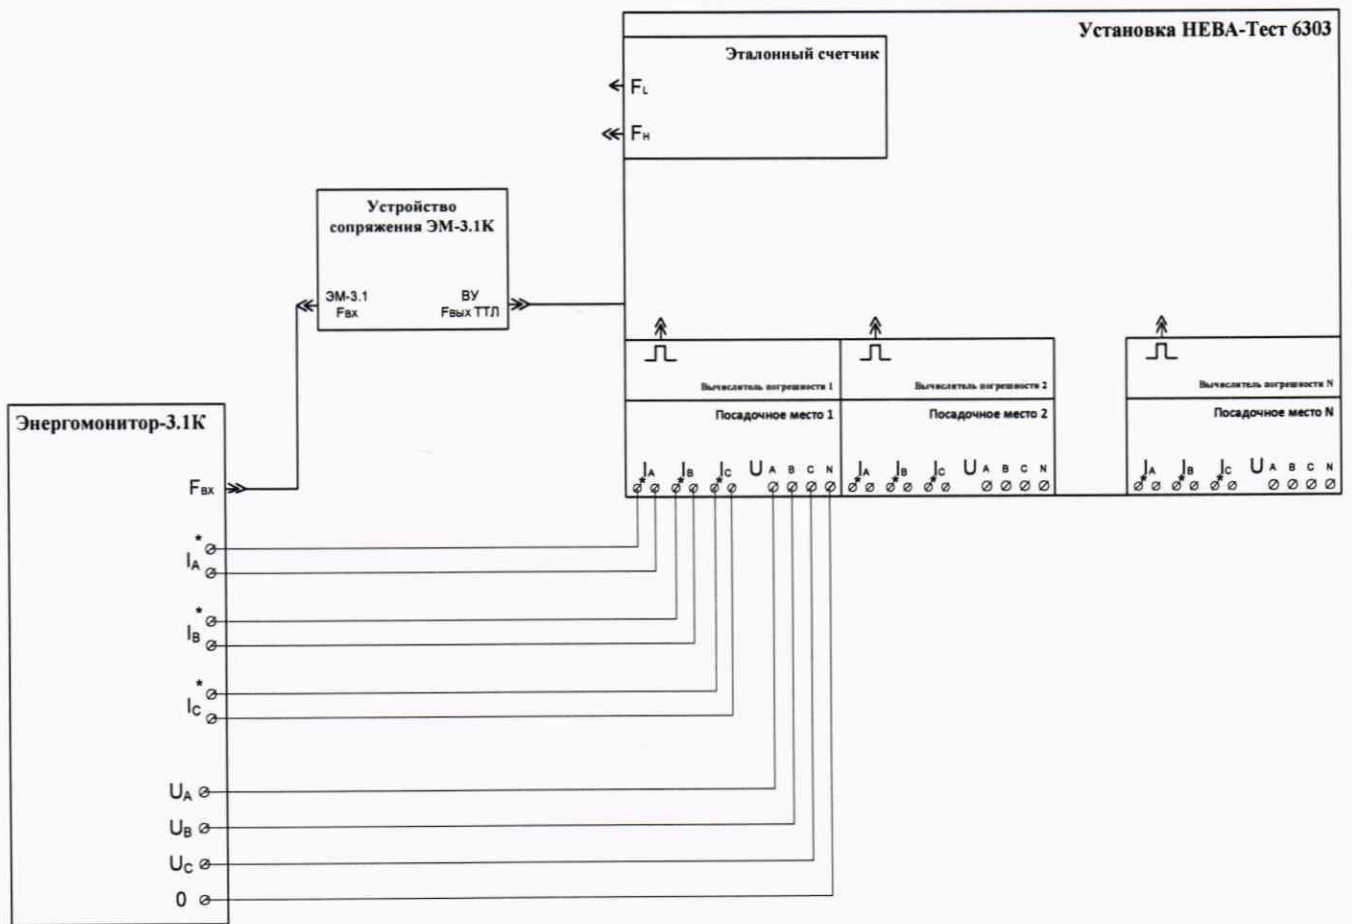 Установка НЕВА-Тест 6303
Эталонный счетчик
FL
FH
Устройство
сопряжения ЭМ-3.1К
ЭМ-3.1
Fвх
ВУ
Fвых ТТЛ
Вычислитель погрешности 1
Посадочное место 1
* IA * IB * IC U A B C N
Вычислитель погрешности 2
Посадочное место 2
* IA * IB * IC U A B C N
Вычислитель погрешности N
Посадочное место N
* IA * IB * IC U A B C N
Энергомонитор-3.1К
Fвх
*
IA
*
IB
*
IC
UA
UB
UC
0